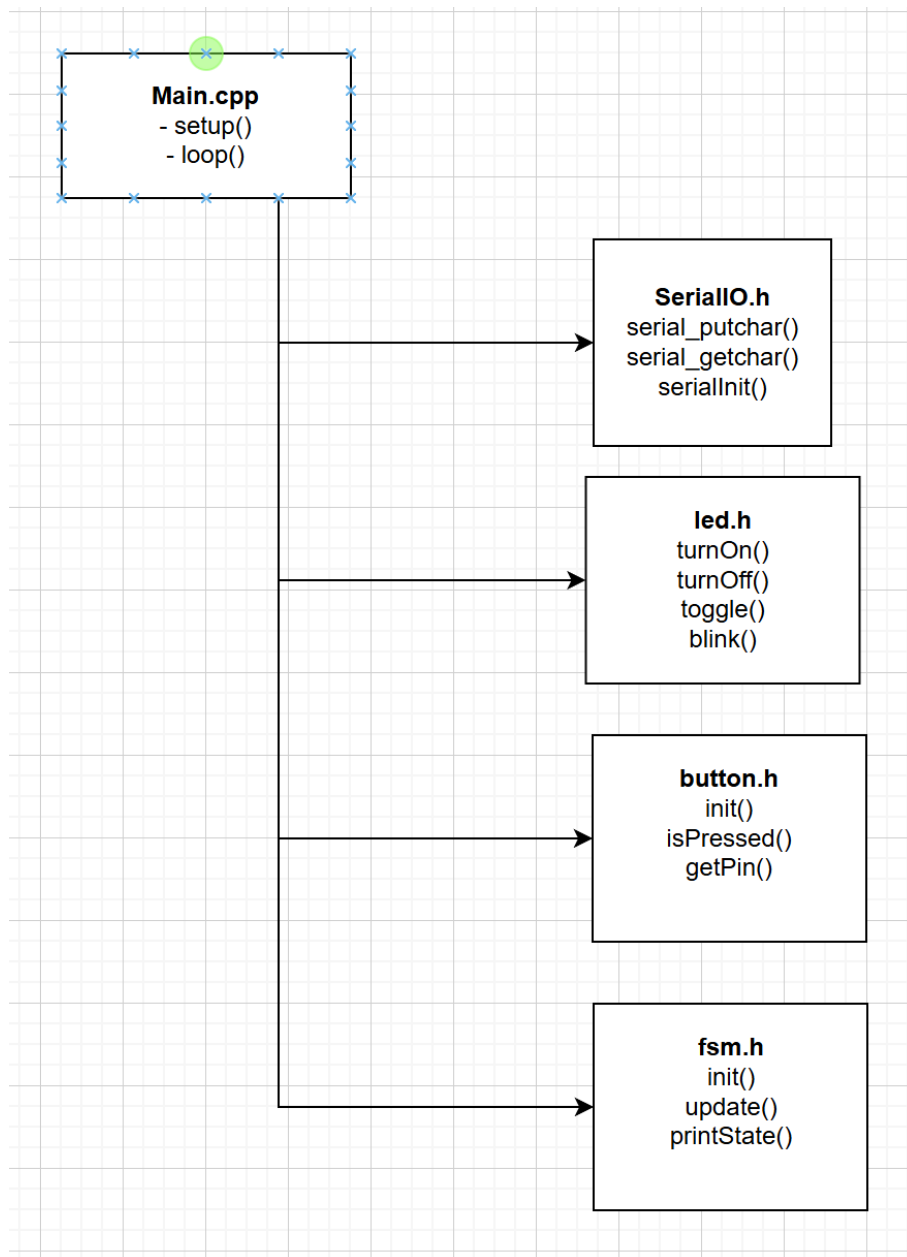 Main.cpp
- setup()
- loop()
SerialIO.h
serial_putchar()
serial_getchar()
serialInit()
led.h
turnOn()
turnOff()
toggle()
blink()
button.h
init()
isPressed()
getPin()
fsm.h
init()
update()
printState()